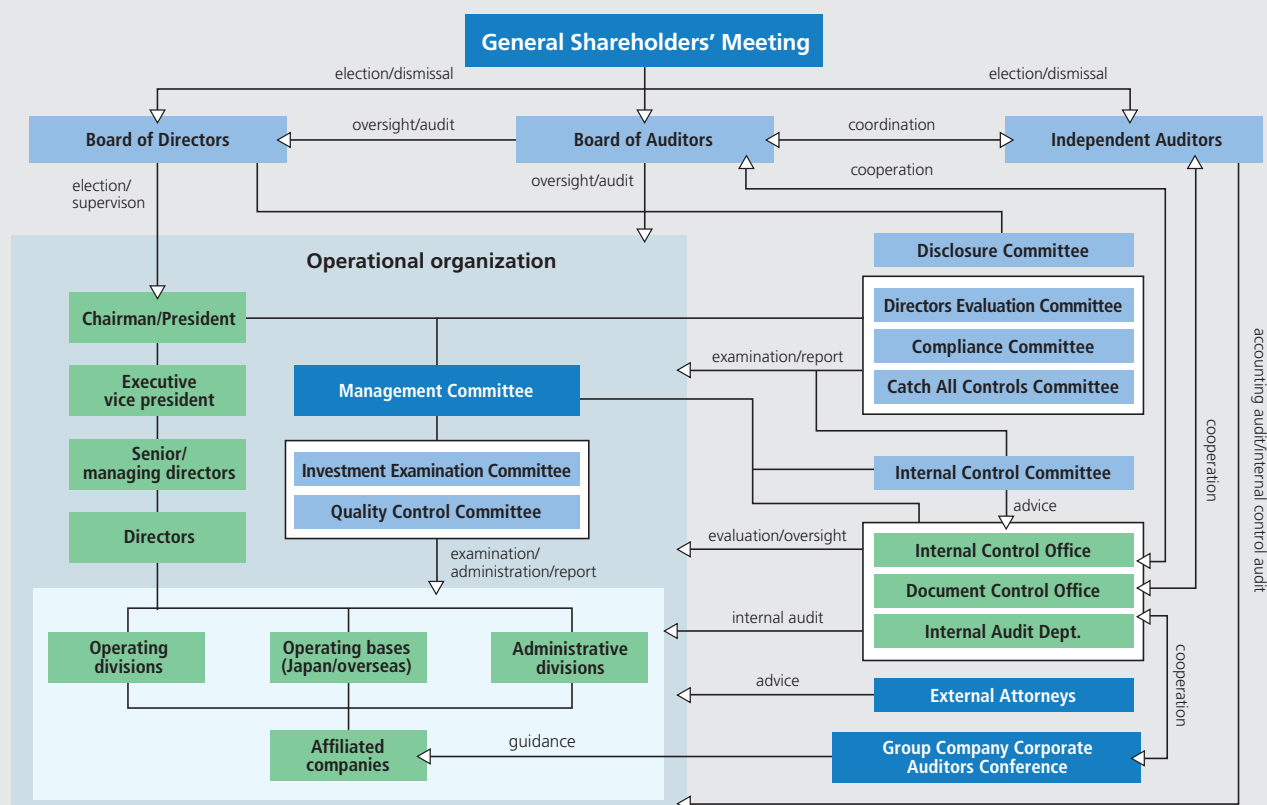 General Shareholders' Meeting
election/dismissal
election/dismissal
Board of Directors
oversight/audit
Board of Auditors
coordination
Independent Auditors
election/
supervison
oversight/audit
cooperation
Operational organization
Disclosure Committee
Chairman/President
Directors Evaluation Committee
Compliance Committee
Catch All Controls Committee
examination/report
Executive
vice president
Management Committee
accounting audit/internal control audit
Senior/
managing directors
Investment Examination Committee
Quality Control Committee
Internal Control Committee
cooperation
advice
Directors
evaluation/oversight
Internal Control Office
Document Control Office
Internal Audit Dept.
examination/
administration/report
internal audit
Operating
divisions
Operating bases
(Japan/overseas)
Administrative
divisions
advice
External Attorneys
cooperation
Affiliated
companies
guidance
Group Company Corporate
Auditors Conference